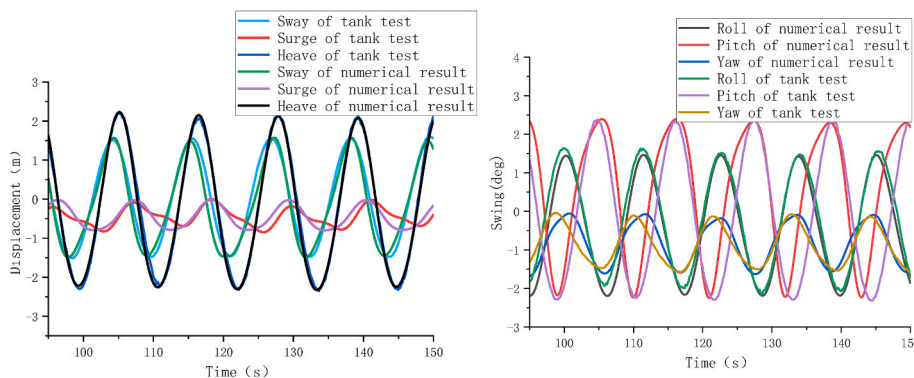 Sway of tank test
Surge of tank test
Heave of tank test
Sway of numerical result
Surge of numerical result
Heave of numerical result
Displacement (m)
3
2
1
0
-1
-2
-3
100
110
120
130
140
150
Time (s)
Roll of numerical result
Pitch of numerical result
Yaw of numerical result
Roll of tank test
Pitch of tank test
Yaw of tank test
Swing(deg)
4
3
2
1
0
-1
-2
-3
100
110
120
130
140
15
Time (s)